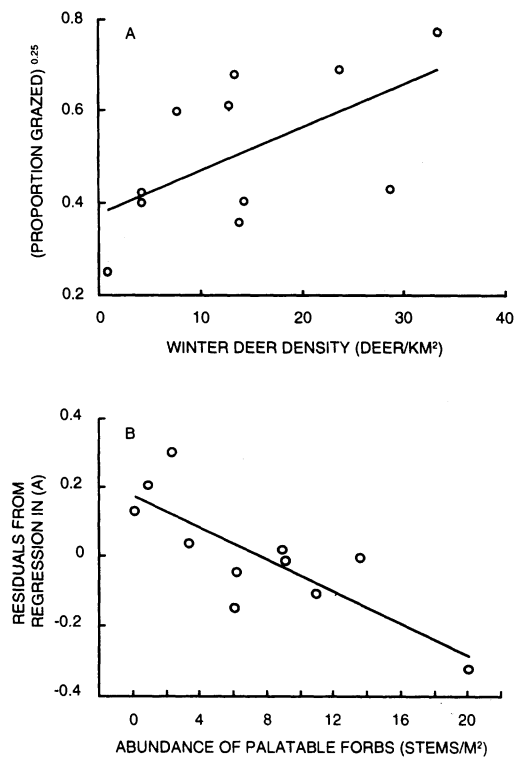 A
(PROPORTION GRAZED) 0.25
0.8
0.6
0.4
0.2
0 10 20 30 40
WINTER DEER DENSITY (DEER/KM²)
B
RESIDUALS FROM
REGRESSION IN (A)
0.4
0.2
0
-0.2
-0.4
0 4 8 12 16 20
ABUNDANCE OF PALATABLE FORBS (STEMS/M²)